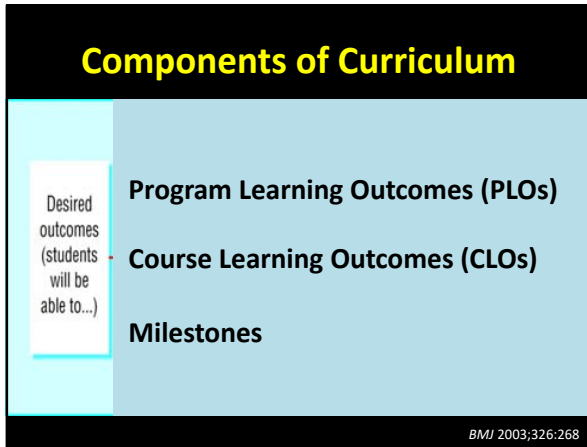 Components of Curriculum
Desired
outcomes
(students
will be
able to...)
Program Learning Outcomes (PLOs)
Course Learning Outcomes (CLOs)
Milestones
BMJ 2003;326:268